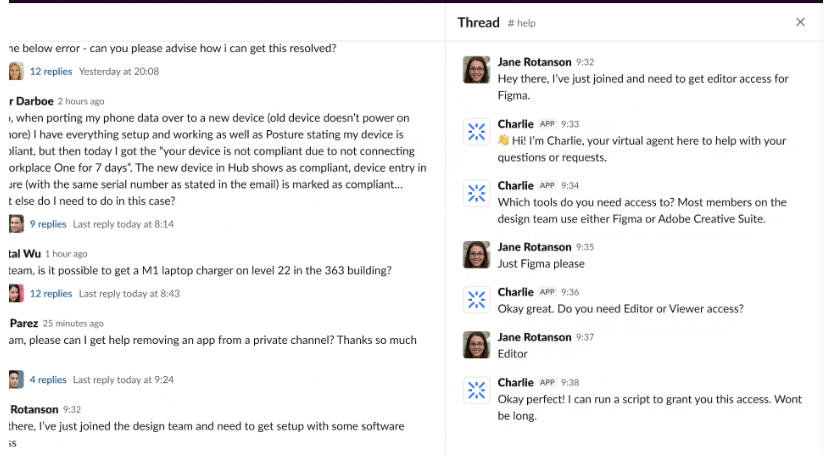 ne below error - can you please advise how i can get this resolved?
12 replies Yesterday at 20:08
r Darboe 2 hours ago
, when porting my phone data over to a new device (old device doesn't power on
nore) I have everything setup and working as well as Posture stating my device is
pliant, but then today I got the "your device is not compliant due to not connecting
orkplace One for 7 days". The new device in Hub shows as compliant, device entry in
ure (with the same serial number as stated in the email) is marked as compliant...
t else do I need to do in this case?
9 replies Last reply today at 8:14
tal Wu 1 hour ago
team, is it possible to get a M1 laptop charger on level 22 in the 363 building?
12 replies Last reply today at 8:43
Parez 25 minutes ago
am, please can I get help removing an app from a private channel? Thanks so much
4 replies Last reply today at 9:24
Rotanson 9:32
there, I've just joined the design team and need to get setup with some software
ss
Thread # help
Jane Rotanson 9:32
Hey there, I've just joined and need to get editor access for
Figma.
Charlie APP 9:33
👋 Hi! I'm Charlie, your virtual agent here to help with your
questions or requests.
Charlie APP 9:34
Which tools do you need access to? Most members on the
design team use either Figma or Adobe Creative Suite.
Jane Rotanson 9:35
Just Figma please
Charlie APP 9:36
Okay great. Do you need Editor or Viewer access?
Jane Rotanson 9:37
Editor
Charlie APP 9:38
Okay perfect! I can run a script to grant you this access. Wont
be long.